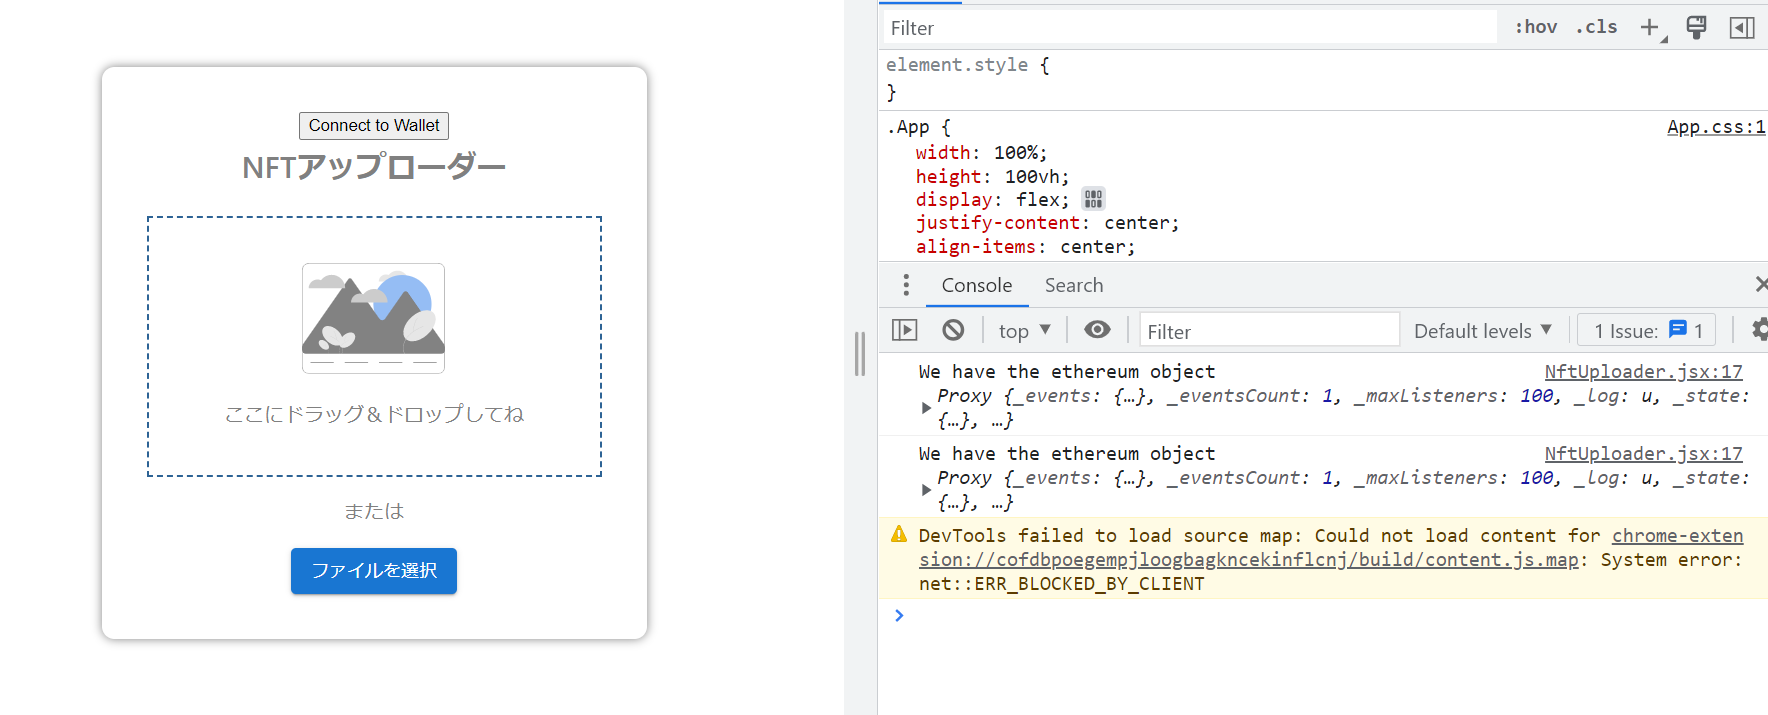 Connect to Wallet
NFTアップローダー
ここにドラッグ＆ドロップしてね
または
ファイルを選択
Filter
:hov .cls
element.style {
}
.App {
App.css:1
width: 100%;
height: 100vh;
display: flex;
justify-content: center;
align-items: center;
Console Search
top ▼ Filter Default levels ▼ 1 Issue: 1
We have the ethereum object NftUploader.jsx:17
Proxy {_events: {…}, _eventsCount: 1, _maxListeners: 100, _log: u, _state:
{…}, …}
We have the ethereum object NftUploader.jsx:17
Proxy {_events: {…}, _eventsCount: 1, _maxListeners: 100, _log: u, _state:
{…}, …}
DevTools failed to load source map: Could not load content for chrome-exten
sion://cofdbpoegempjloogbagkncekinflcnj/build/content.js.map: System error:
net::ERR_BLOCKED_BY_CLIENT